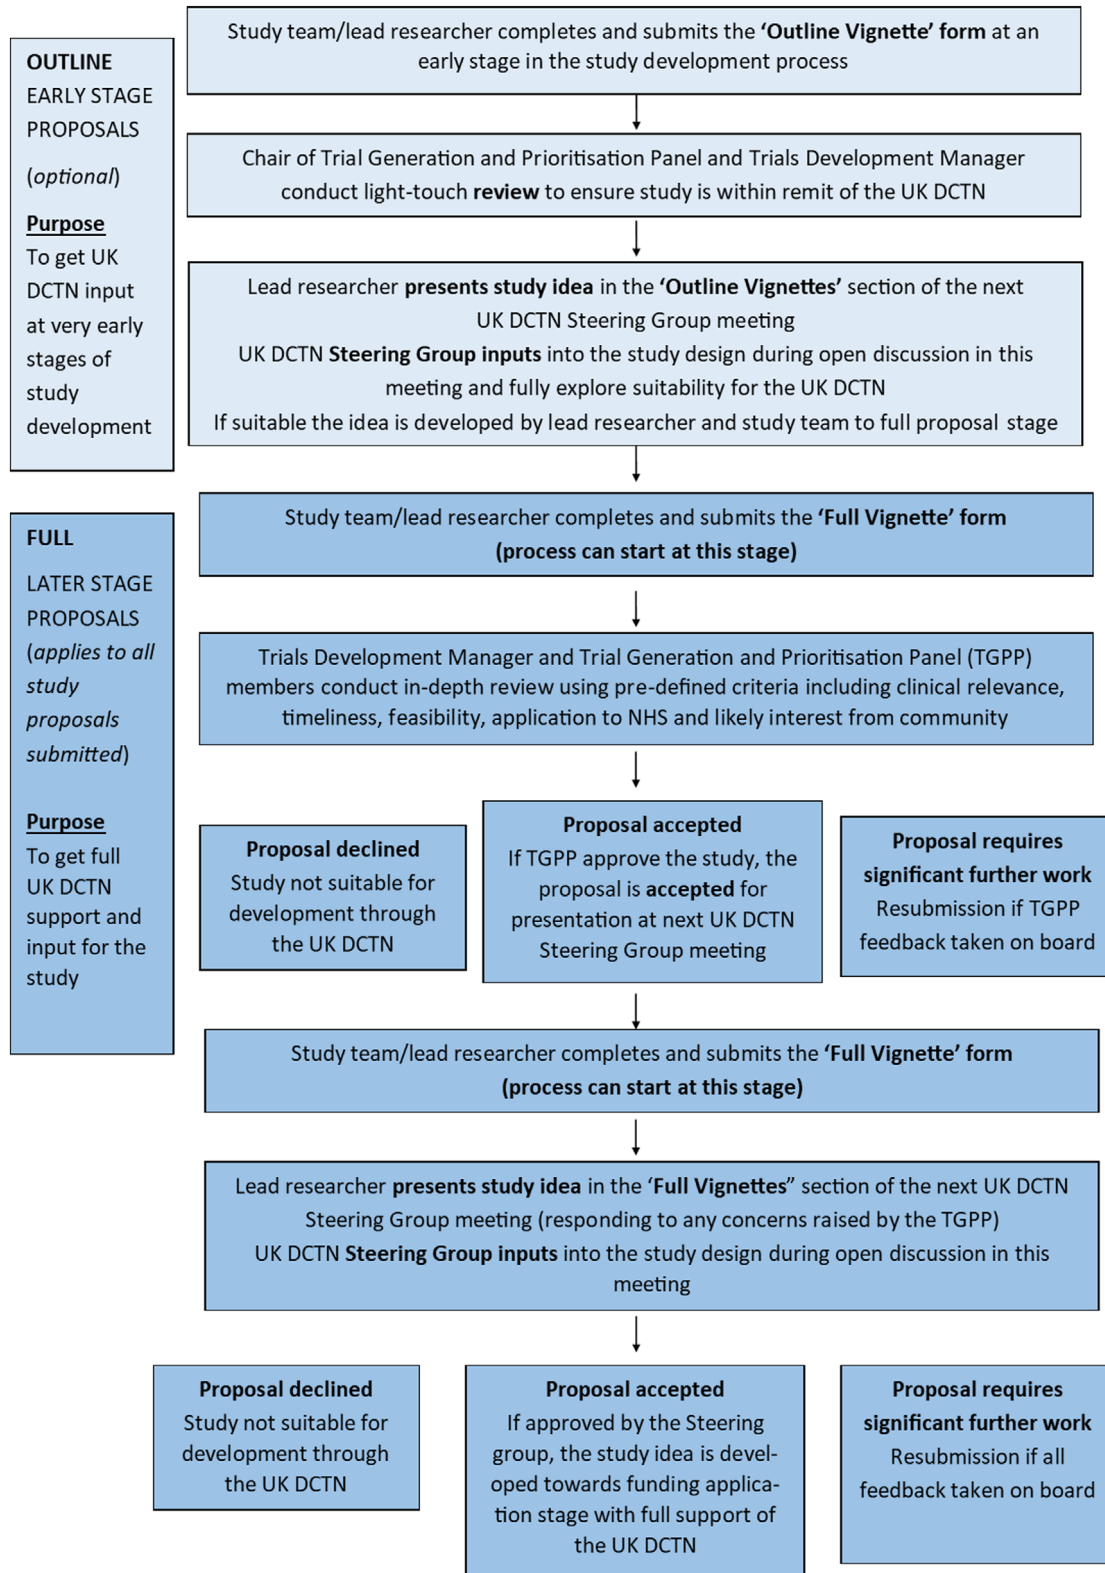 Study team/lead researcher completes and submits the ‘Outline Vignette’ form at an
early stage in the study development process
OUTLINE
EARLY STAGE
PROPOSALS
(optional)
Purpose
To get UK
DCTN input
at very early
stages of
study
development
Chair of Trial Generation and Prioritisation Panel and Trials Development Manager
conduct light-touch review to ensure study is within remit of the UK DCTN
Lead researcher presents study idea in the ‘Outline Vignettes’ section of the next
UK DCTN Steering Group meeting
UK DCTN Steering Group inputs into the study design during open discussion in this
meeting and fully explore suitability for the UK DCTN
If suitable the idea is developed by lead researcher and study team to full proposal stage
FULL
LATER STAGE
PROPOSALS
(applies to all
study
proposals
submitted)
Purpose
To get full
UK DCTN
support and
input for the
study
Study team/lead researcher completes and submits the ‘Full Vignette’ form
(process can start at this stage)
Trials Development Manager and Trial Generation and Prioritisation Panel (TGPP)
members conduct in-depth review using pre-defined criteria including clinical relevance,
timeliness, feasibility, application to NHS and likely interest from community
Proposal declined
Study not suitable for
development through
the UK DCTN
Proposal accepted
If TGPP approve the study, the
proposal is accepted for
presentation at next UK DCTN
Steering Group meeting
Proposal requires
significant further work
Resubmission if TGPP
feedback taken on board
Study team/lead researcher completes and submits the ‘Full Vignette’ form
(process can start at this stage)
Lead researcher presents study idea in the ‘Full Vignettes” section of the next UK DCTN
Steering Group meeting (responding to any concerns raised by the TGPP)
UK DCTN Steering Group inputs into the study design during open discussion in this
meeting
Proposal declined
Study not suitable for
development through
the UK DCTN
Proposal accepted
If approved by the Steering
group, the study idea is devel-
oped towards funding applica-
tion stage with full support of
the UK DCTN
Proposal requires
significant further work
Resubmission if all
feedback taken on board